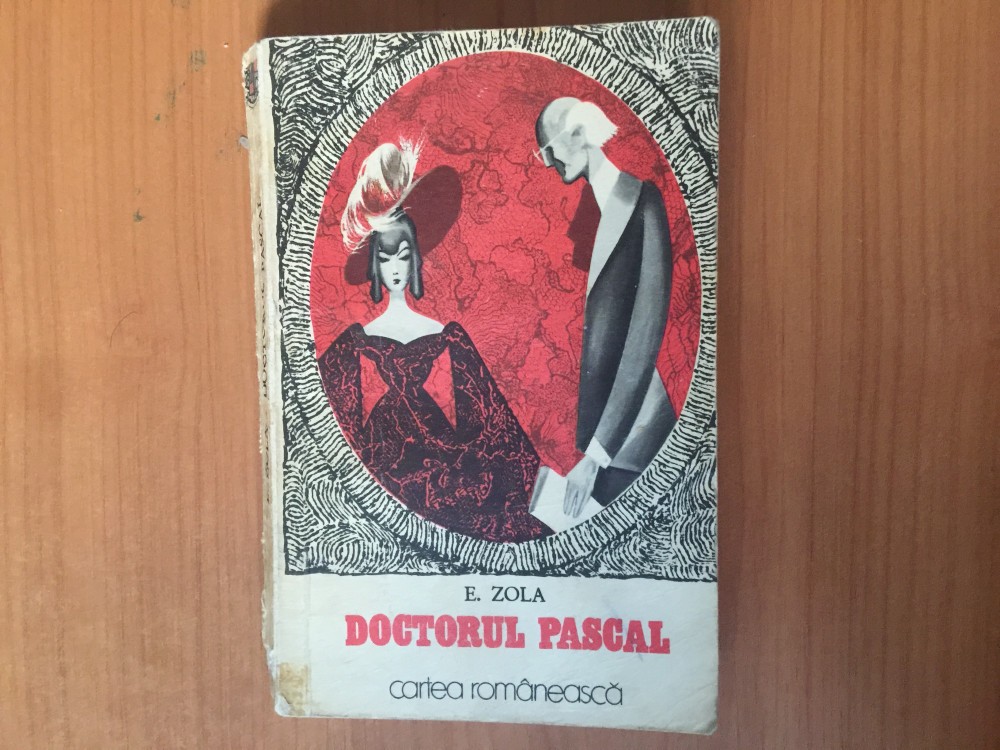 E. ZOLA
DOCTORUL PASCAL
cartea românească